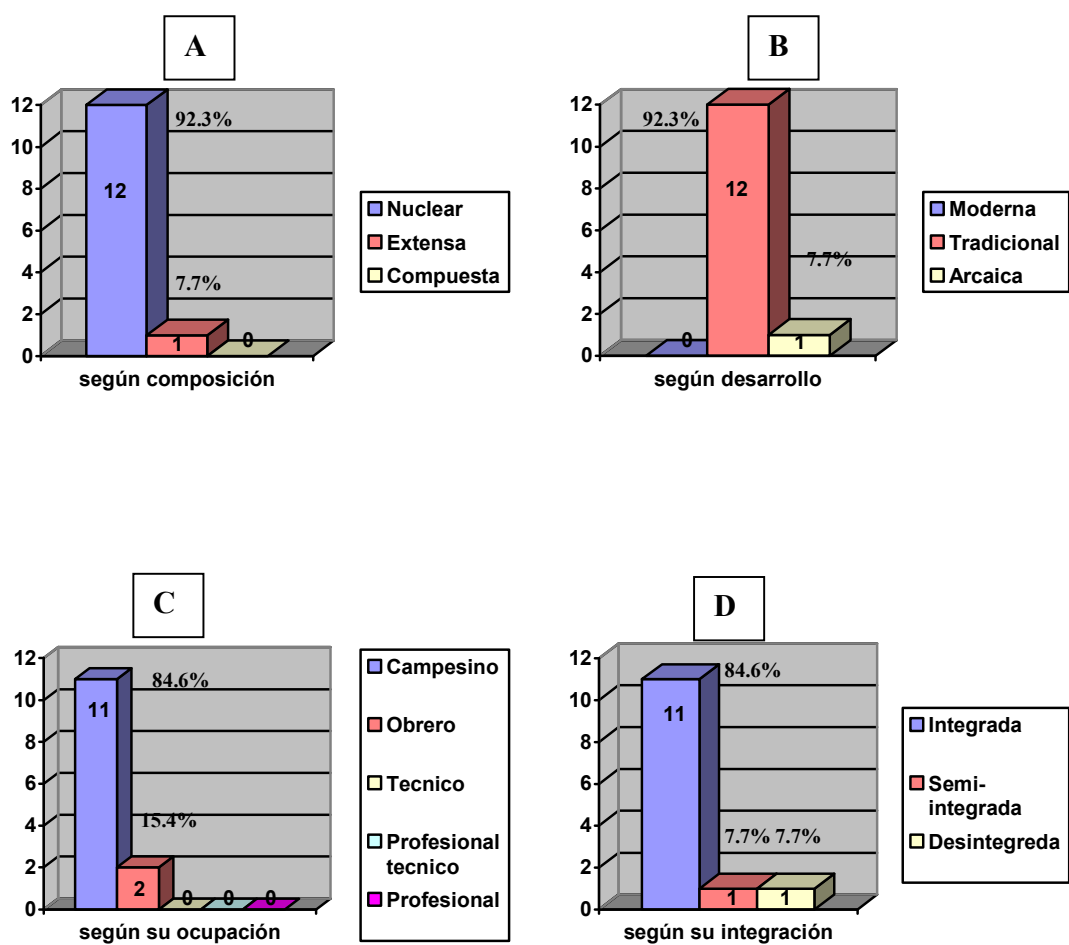 A
12
10
8
6
4
2
0
92.3%
12
7.7%
1
0
según composición
Nuclear
Extensa
Compuesta
B
12
10
8
6
4
2
0
92.3%
12
7.7%
0
1
según desarrollo
Moderna
Tradicional
Arcaica
C
12
10
8
6
4
2
0
84.6%
11
15.4%
2
0
0
0
según su ocupación
Campesino
Obrero
Tecnico
Profesional
tecnico
Profesional
D
12
10
8
6
4
2
0
84.6%
11
7.7% 7.7%
1
1
según su integración
Integrada
Semi-
integrada
Desintegreda